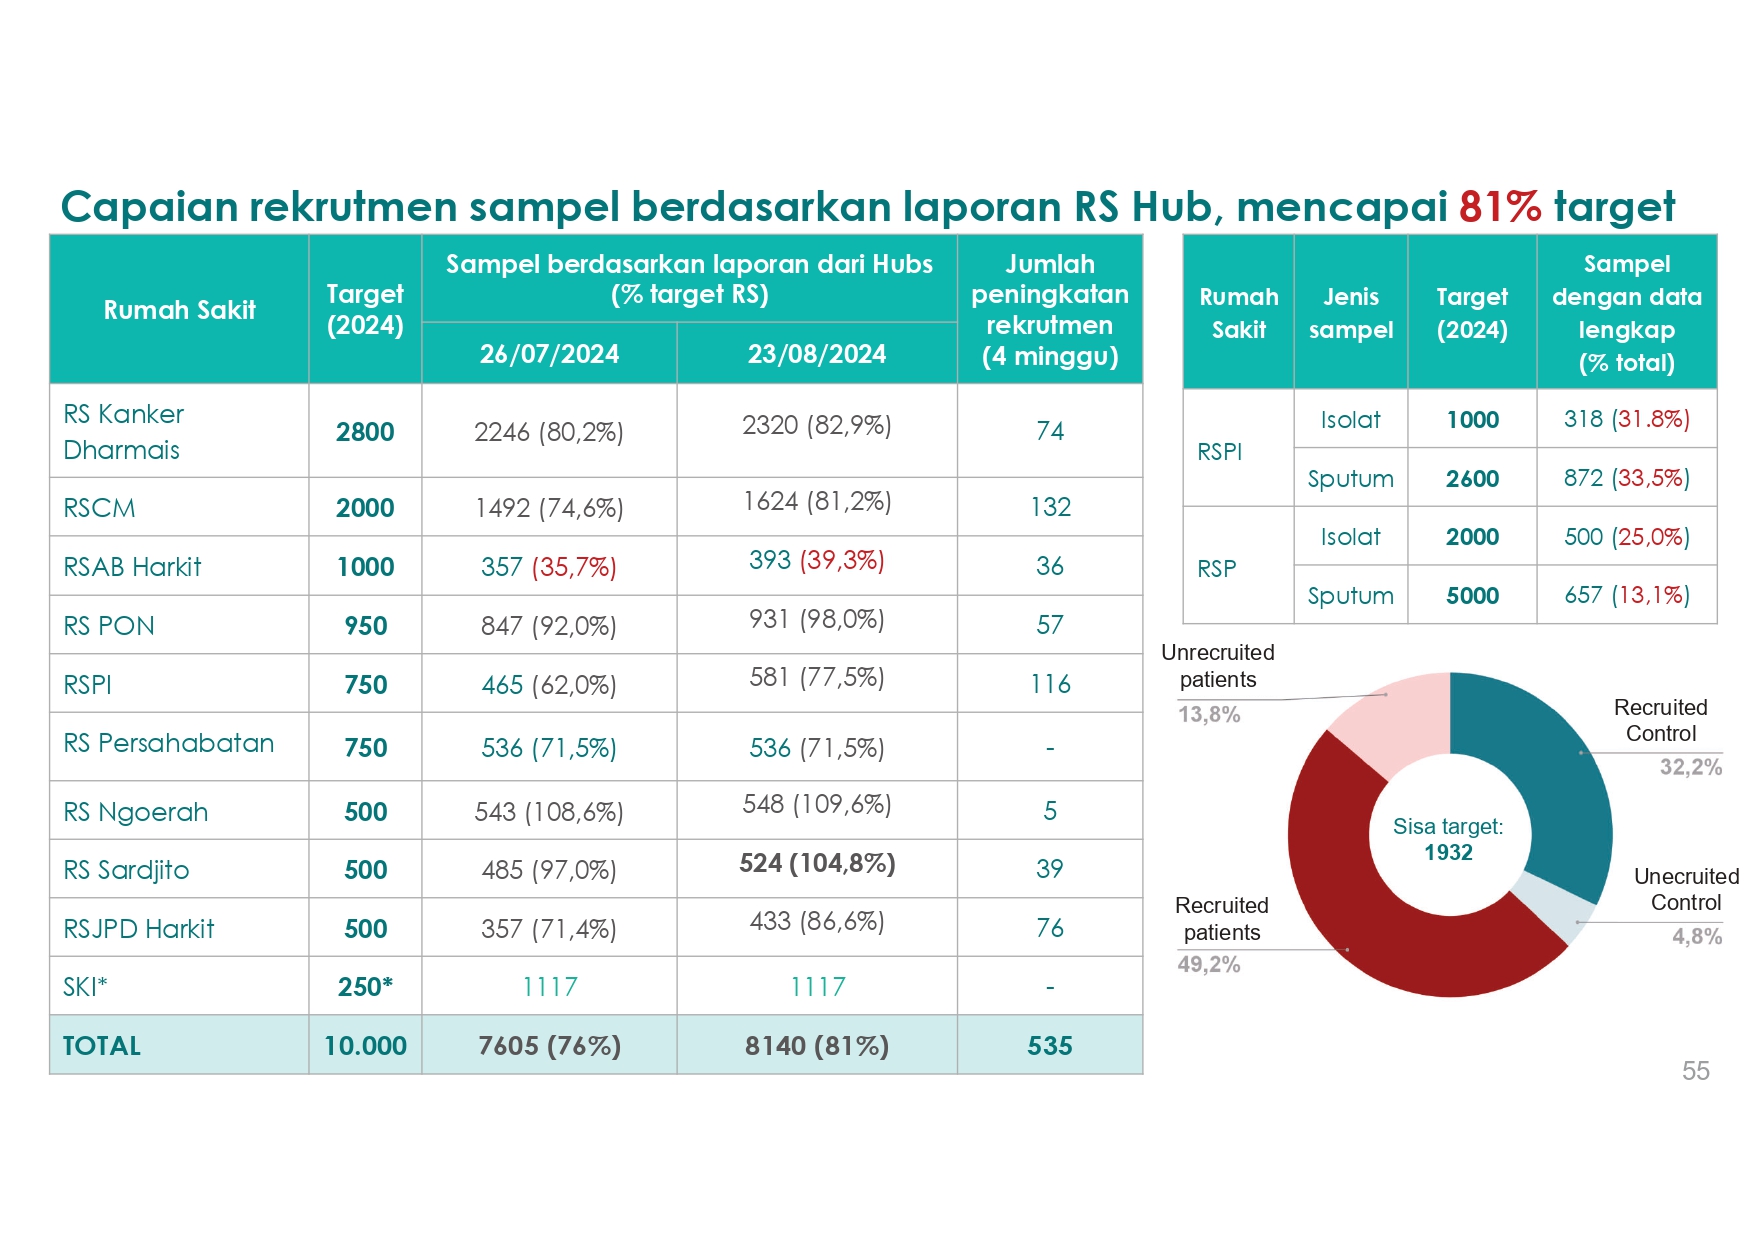 Capaian rekrutmen sampel berdasarkan laporan RS Hub, mencapai 81% target
Rumah Sakit
Target
(2024)
Sampel berdasarkan laporan dari Hubs
(% target RS)
26/07/2024
23/08/2024
Jumlah
peningkatan
rekrutmen
(4 minggu)
RS Kanker
Dharmais
2800
2246 (80,2%)
2320 (82,9%)
74
RSCM
2000
1492 (74,6%)
1624 (81,2%)
132
RSAB Harkit
1000
357 (35,7%)
393 (39,3%)
36
RS PON
950
847 (92,0%)
931 (98,0%)
57
RSPI
750
465 (62,0%)
581 (77,5%)
116
RS Persahabatan
750
536 (71,5%)
536 (71,5%)
-
RS Ngoerah
500
543 (108,6%)
548 (109,6%)
5
RS Sardjito
500
485 (97,0%)
524 (104,8%)
39
RSJPD Harkit
500
357 (71,4%)
433 (86,6%)
76
SKI*
250*
1117
1117
-
TOTAL
10.000
7605 (76%)
8140 (81%)
535
Rumah
Sakit
Jenis
sampel
Target
(2024)
Sampel
dengan data
lengkap
(% total)
RSPI
Isolat
1000
318 (31.8%)
Sputum
2600
872 (33,5%)
RSP
Isolat
2000
500 (25,0%)
Sputum
5000
657 (13,1%)
Unrecruited
patients
13,8%
Recruited
Control
32,2%
Sisa target:
1932
Unecruited
Control
4,8%
Recruited
patients
49,2%
55